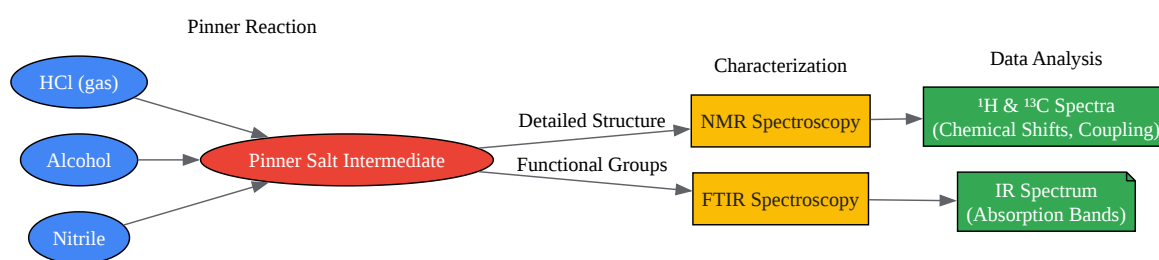 Pinner Reaction
HCl (gas)
Alcohol
Nitrile
Pinner Salt Intermediate
Detailed Structure
Functional Groups
Characterization
NMR Spectroscopy
FTIR Spectroscopy
Data Analysis
¹H & ¹³C Spectra
(Chemical Shifts, Coupling)
IR Spectrum
(Absorption Bands)